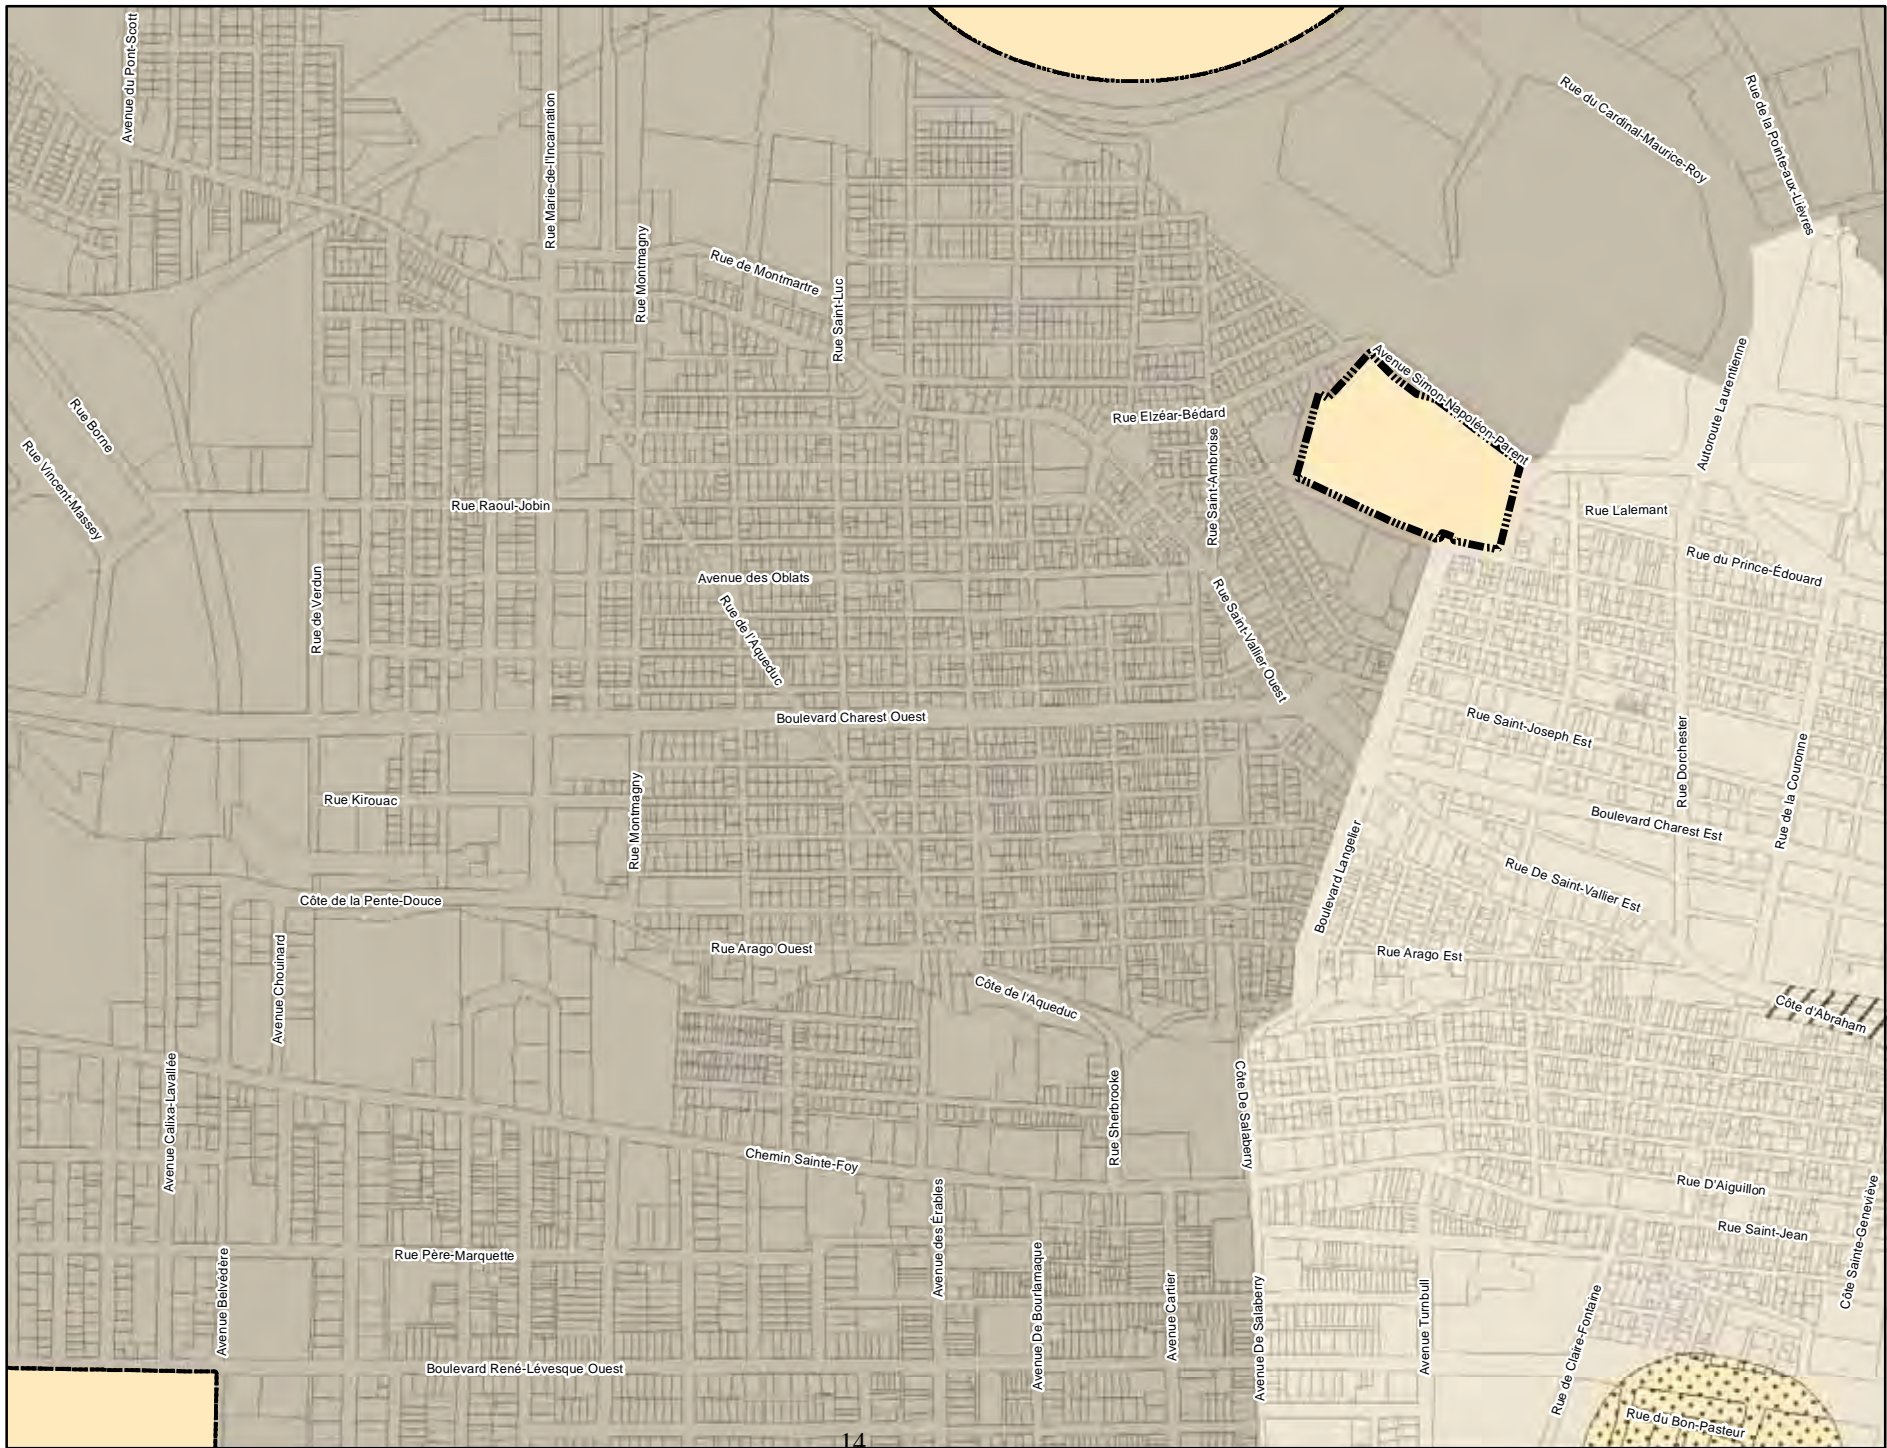 Avenue du Pont-Scott
Rue Marie-de-l'Incarnation
Rue du Cardinal-Maurice-Roy
Rue de la Pointe-aux-Lièvres
Rue Montmagny
Rue de Montmartre
Rue Saint-Luc
Avenue Simon-Napoléon-Parent
Autoroute Laurentienne
Rue Borne
Rue Vincent-Massey
Rue Elzéar-Bédard
Rue Saint-Ambroise
Rue Raoul-Jobin
Rue Lalemant
Rue du Prince-Édouard
Rue de Verdun
Avenue des Oblats
Rue de l'Aqueduc
Rue Saint-Vallier Ouest
Boulevard Charest Ouest
Rue Saint-Joseph Est
Rue Dorchester
Rue de la Couronne
Rue Kirouac
Rue Montmagny
Boulevard Charest Est
Boulevard Langelier
Rue De Saint-Vallier Est
Côte de la Pente-Douce
Avenue Chouinard
Rue Arago Ouest
Rue Arago Est
Côte de l'Aqueduc
Côte d'Abraham
Avenue Calixa-Lavallée
Rue Sherbrooke
Côte De Salaberry
Chemin Sainte-Foy
Rue D'Aiguillon
Côte Sainte-Geneviève
Avenue des Érables
Rue Saint-Jean
Rue Père-Marquette
Avenue Belvédère
Avenue De Bourlamaque
Avenue Cartier
Avenue De Salaberry
Avenue Turnbull
Rue de Claire-Fontaine
Boulevard René-Lévesque Ouest
Rue du Bon-Pasteur
14